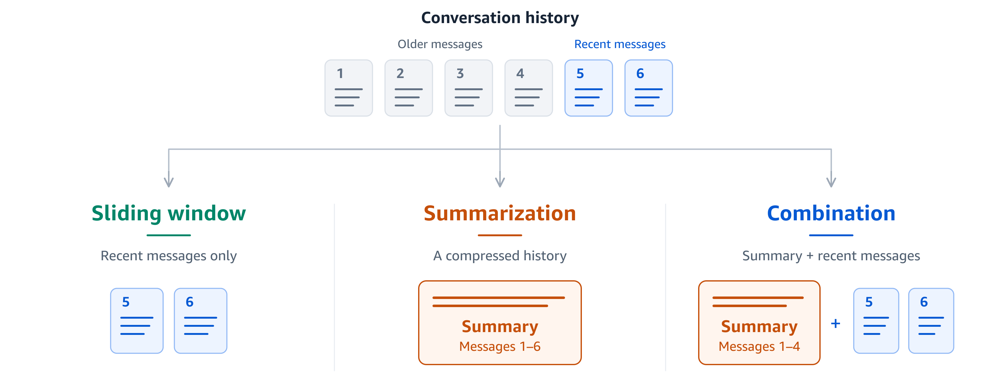 Conversation history
Older messages
Recent messages
1
2
3
4
5
6
Sliding window
Recent messages only
5
6
Summarization
A compressed history
Summary
Messages 1–6
Combination
Summary + recent messages
Summary
Messages 1–4
+
5
6